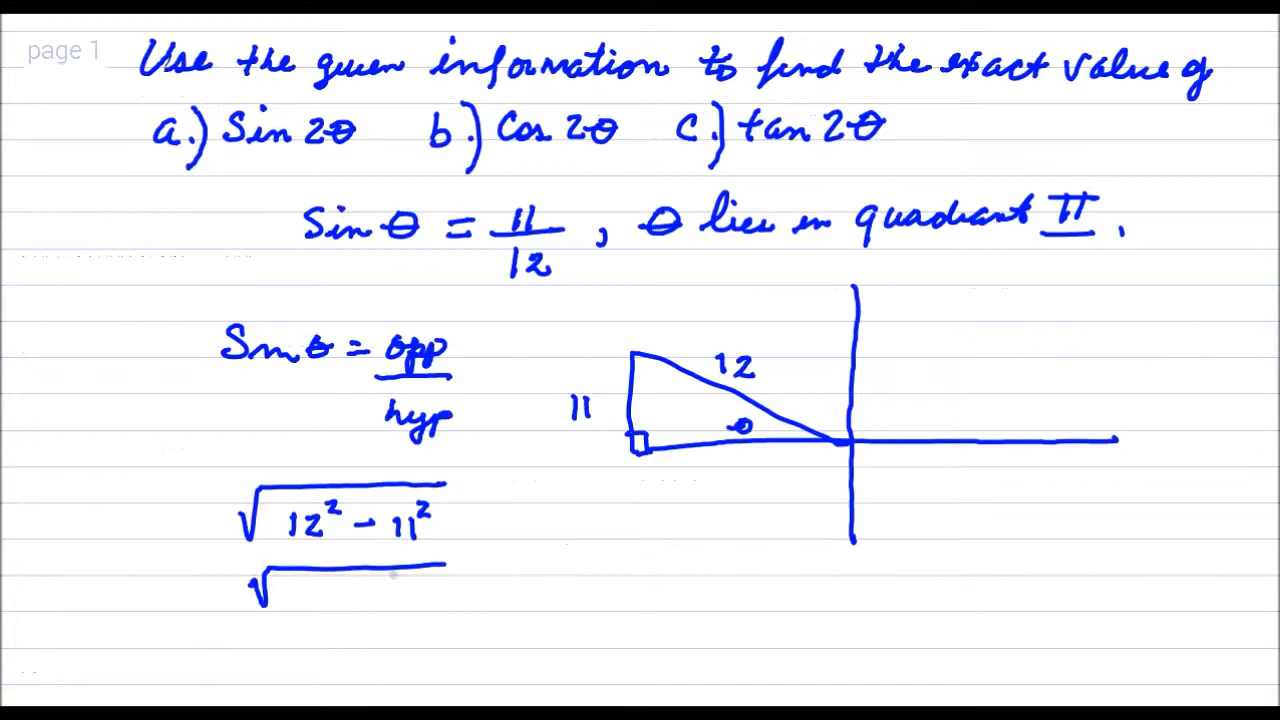 page 1
Use the given information to find the exact value of
a.) Sin 2θ b.) Cos 2θ c.) tan 2θ
Sin θ = 11/12, θ lies in quadrant II.
Sin θ = opp/hyp
12
11
θ
√(12² - 11²)
√